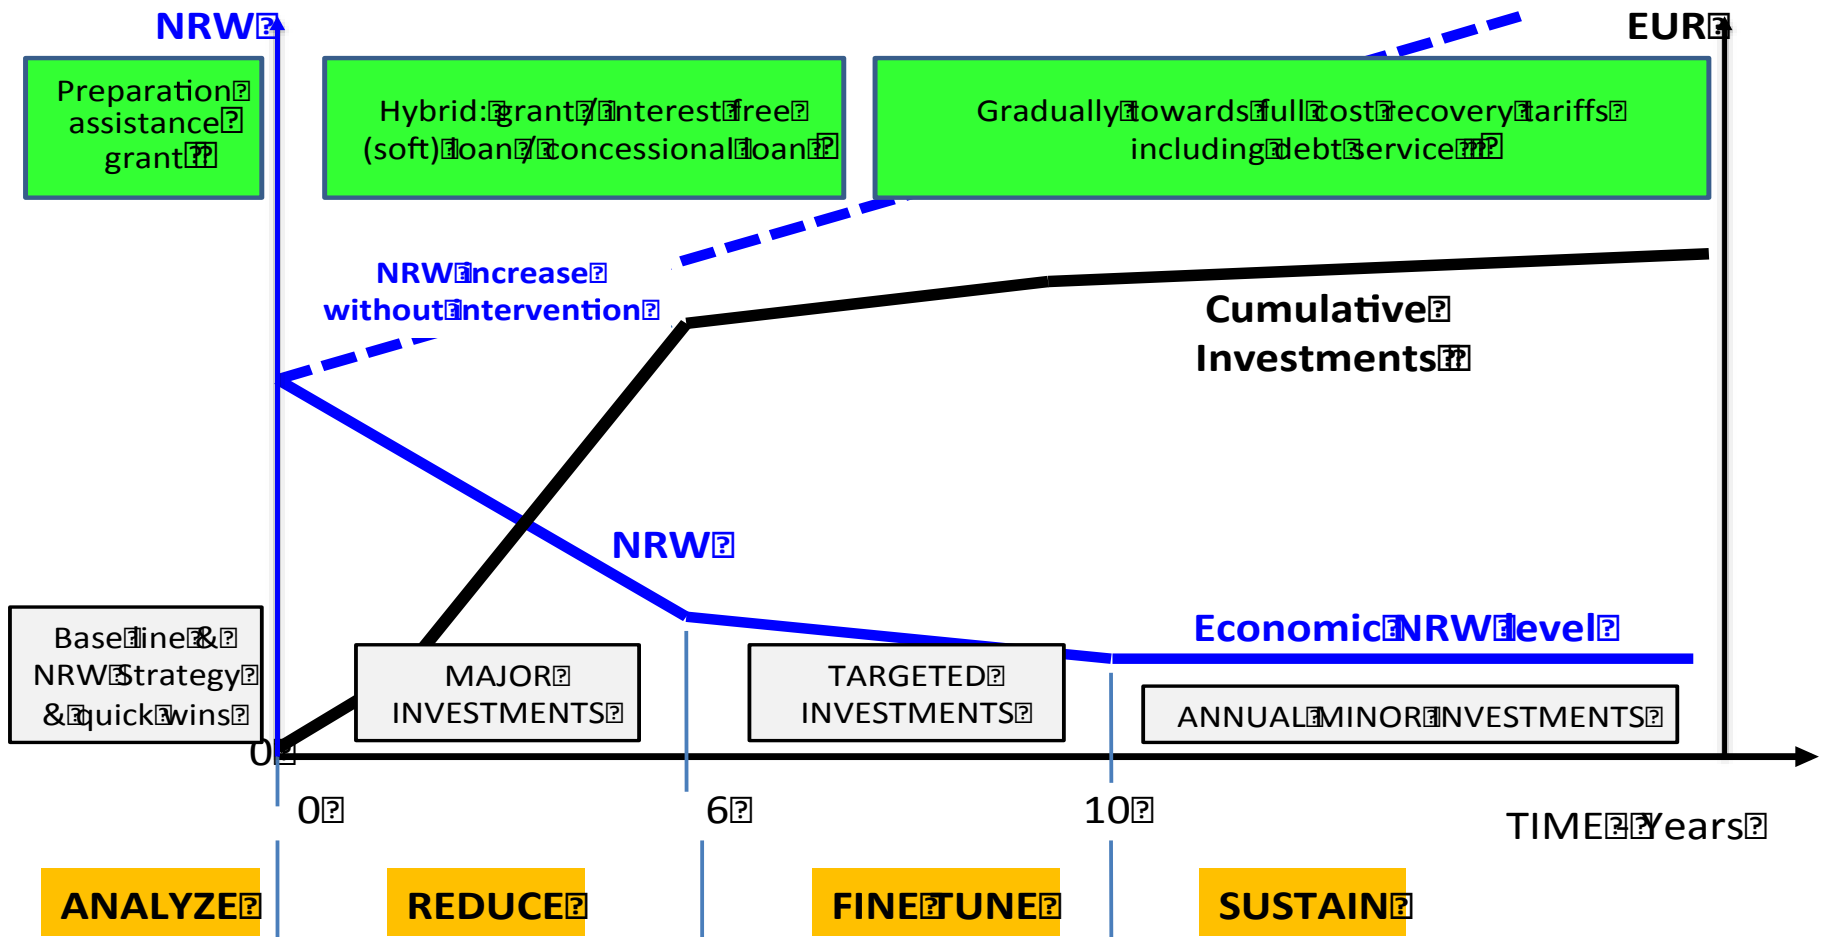 NRW
EUR
Preparation
assistance
grant
Hybrid: grant / interest free
(soft) loan / concessional loan
Gradually towards full cost recovery tariffs
including debt service
NRW increase
without intervention
Cumulative
Investments
NRW
Economic NRW level
Base line &
NRW Strategy
& quick wins
MAJOR
INVESTMENTS
TARGETED
INVESTMENTS
ANNUAL MINOR INVESTMENTS
0
0
6
10
TIME - Years
ANALYZE
REDUCE
FINE TUNE
SUSTAIN